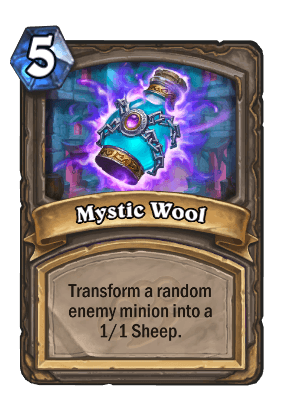 5
Mystic Wool
Transform a random
enemy minion into a
1/1 Sheep.